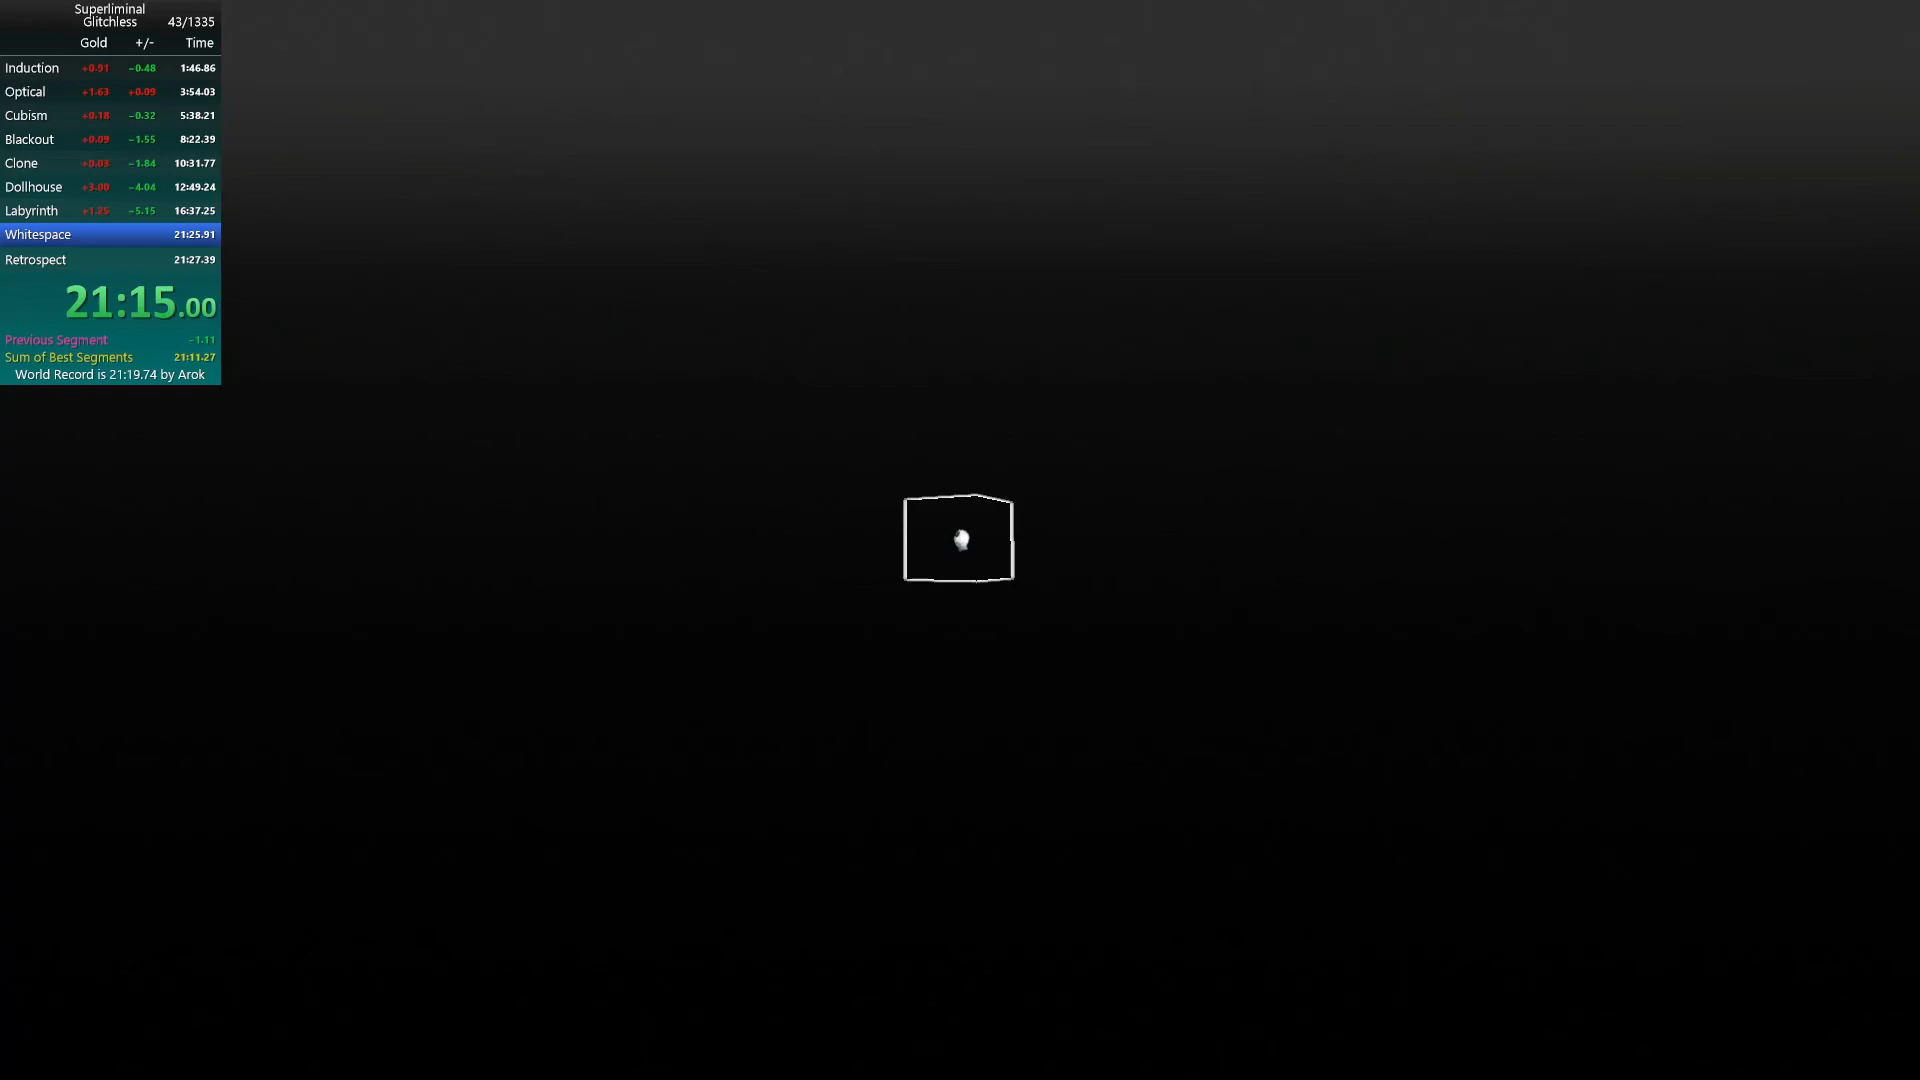 Superliminal
Glitchless 43/1335
Gold +/- Time
Induction +0.91 −0.48 1:46.86
Optical +1.63 +0.09 3:54.03
Cubism +0.18 −0.32 5:38.21
Blackout +0.09 −1.55 8:22.39
Clone +0.03 −1.84 10:31.77
Dollhouse +3.00 −4.04 12:49.24
Labyrinth +1.25 −5.15 16:37.25
Whitespace 21:25.91
Retrospect 21:27.39
21:15.00
Previous Segment −1.11
Sum of Best Segments 21:11.27
World Record is 21:19.74 by Arok